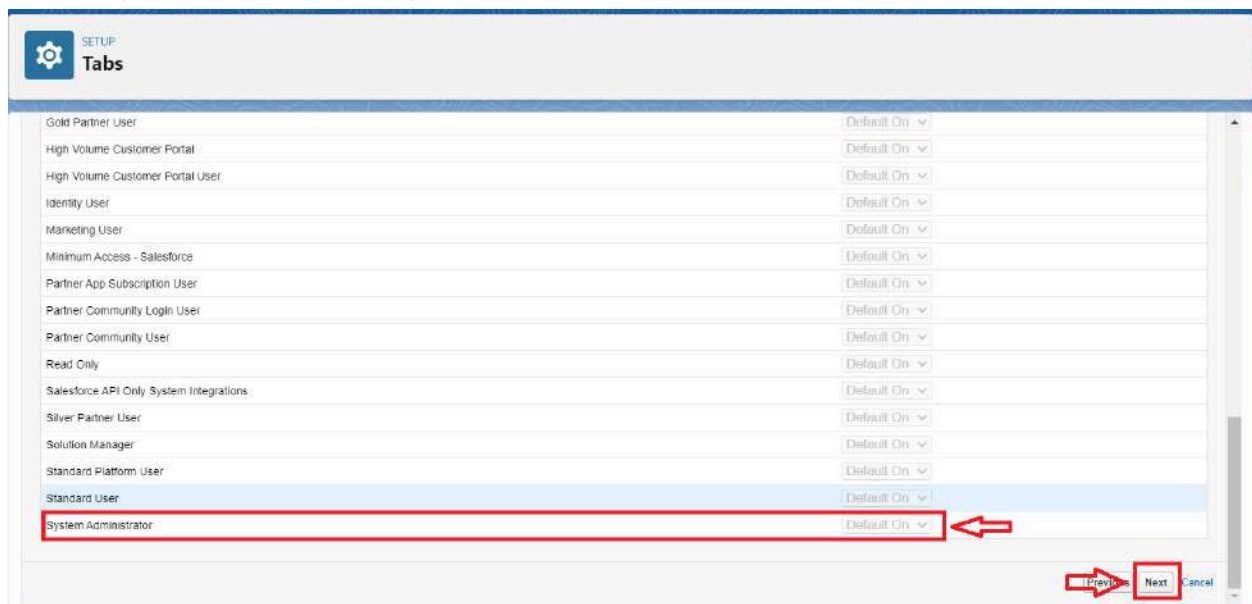 SETUP
Tabs
Gold Partner User Default On
High Volume Customer Portal Default On
High Volume Customer Portal User Default On
Identity User Default On
Marketing User Default On
Minimum Access - Salesforce Default On
Partner App Subscription User Default On
Partner Community Login User Default On
Partner Community User Default On
Read Only Default On
Salesforce API Only System Integrations Default On
Silver Partner User Default On
Solution Manager Default On
Standard Platform User Default On
Standard User Default On
System Administrator Default On
Previous Next Cancel